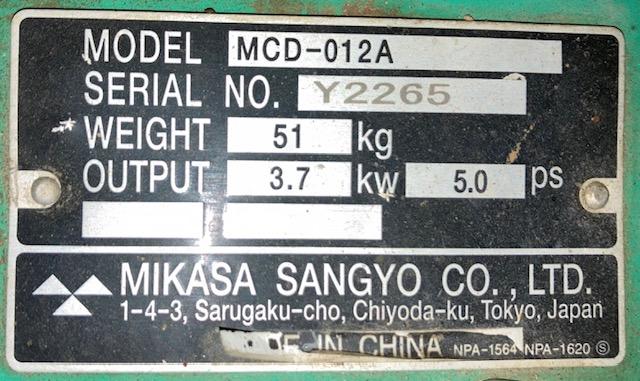 MODEL MCD-012A
SERIAL NO. Y2265
WEIGHT 51 kg
OUTPUT 3.7 kw 5.0 ps
MIKASA SANGYO CO., LTD.
1-4-3, Sarugaku-cho, Chiyoda-ku, Tokyo, Japan
IN CHINA NPA-1564 NPA-1620 Ⓢ